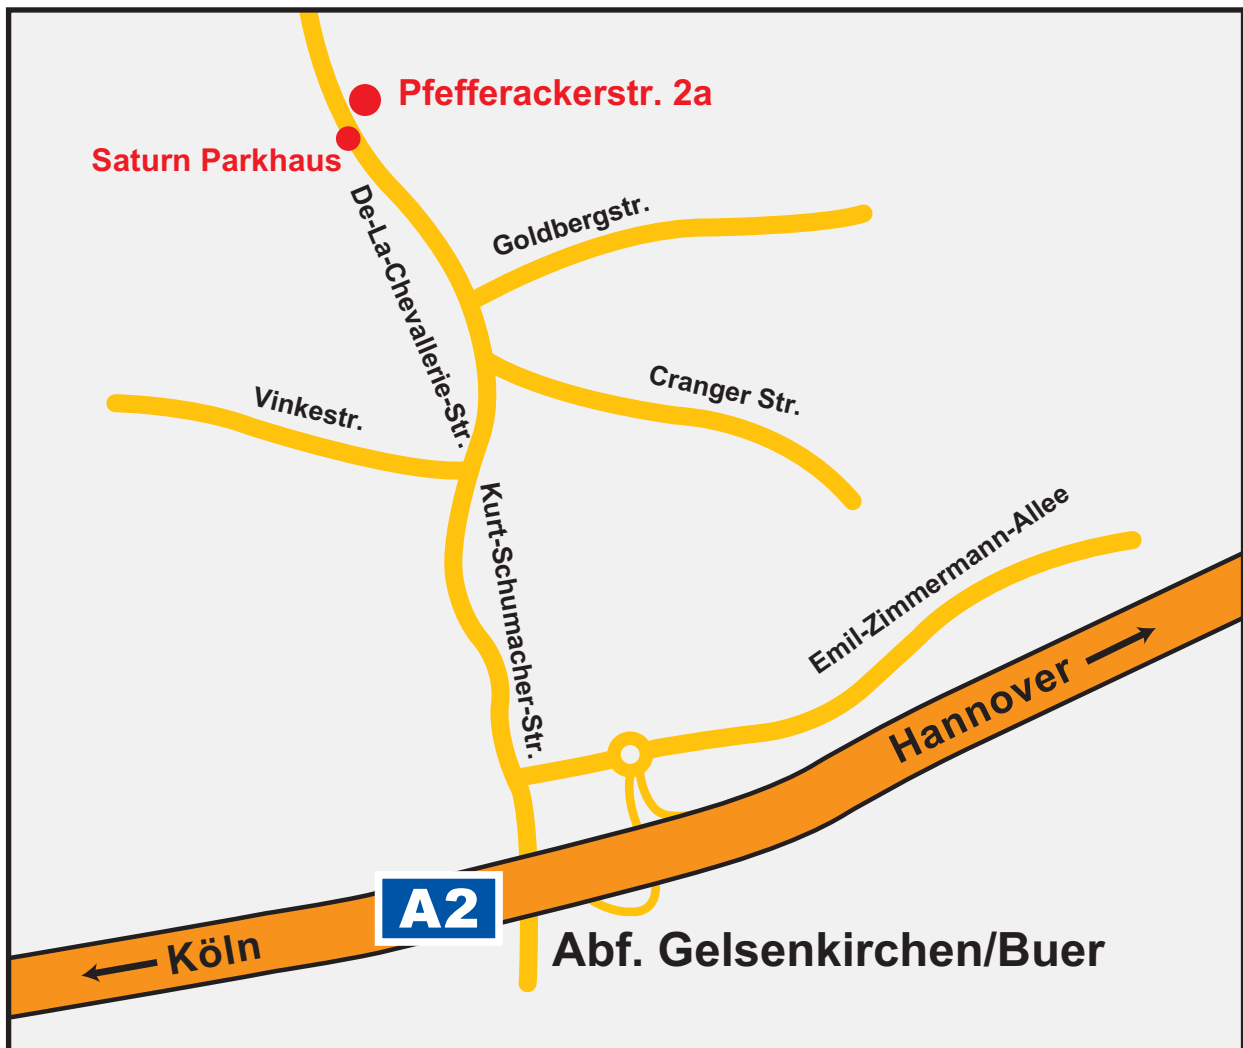 Pfefferackerstr. 2a
Saturn Parkhaus
De-La-Chevallerie-Str.
Goldbergstr.
Cranger Str.
Vinkestr.
Kurt-Schumacher-Str.
Emil-Zimmermann-Allee
Hannover
A2
Köln
Abf. Gelsenkirchen/Buer